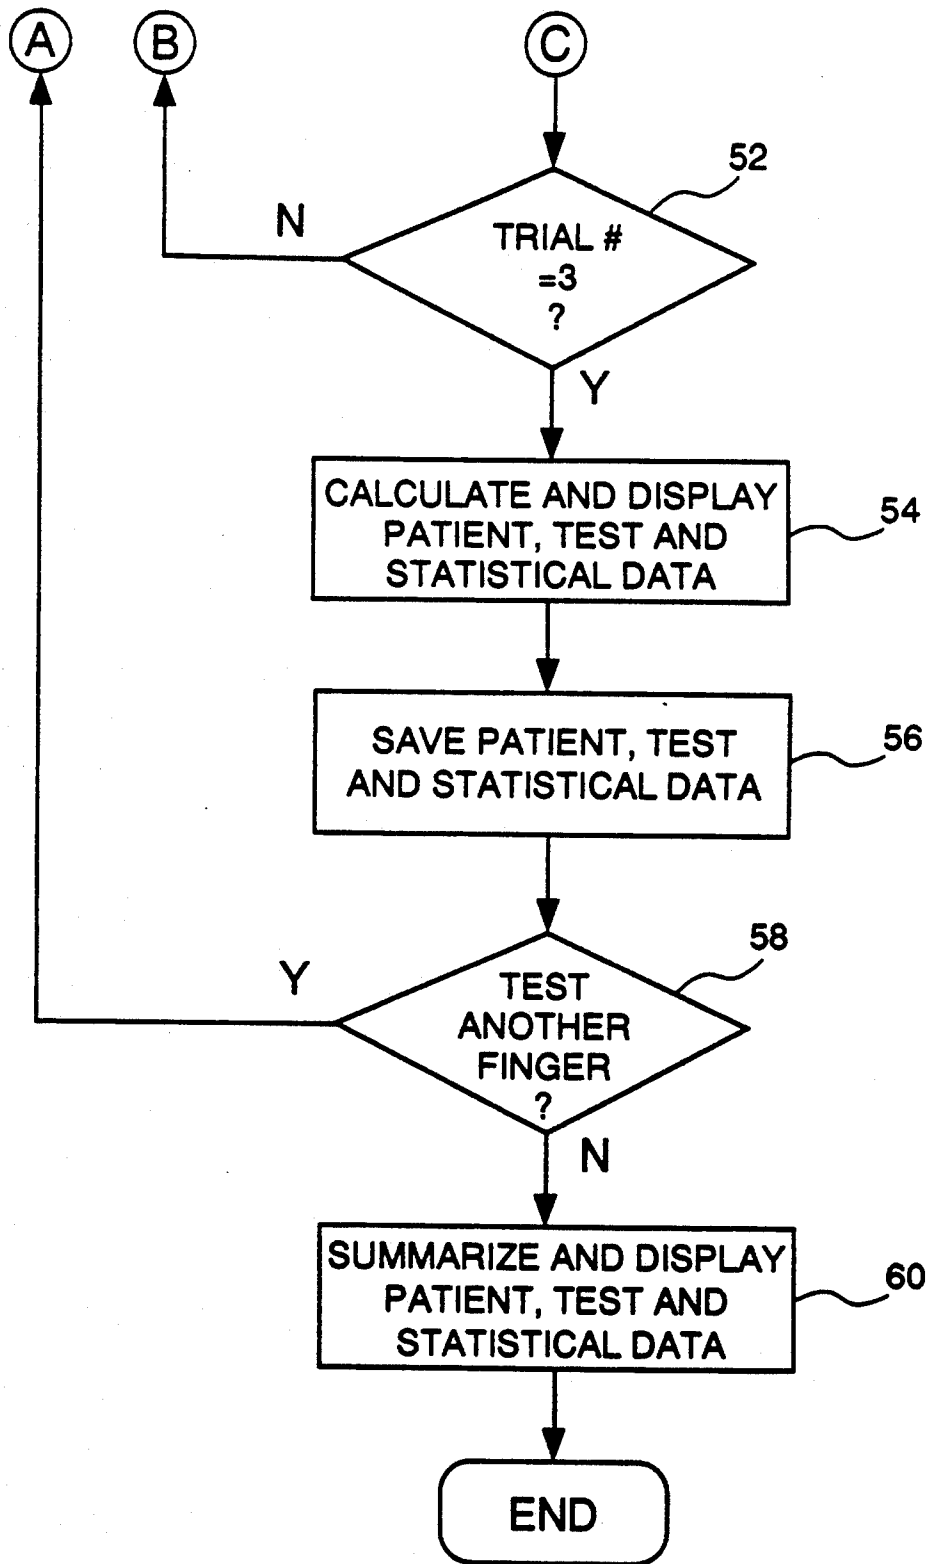 A
B
C
52
N
TRIAL #
=3
?
Y
CALCULATE AND DISPLAY
PATIENT, TEST AND
STATISTICAL DATA
54
SAVE PATIENT, TEST
AND STATISTICAL DATA
56
58
Y
TEST
ANOTHER
FINGER
?
N
SUMMARIZE AND DISPLAY
PATIENT, TEST AND
STATISTICAL DATA
60
END